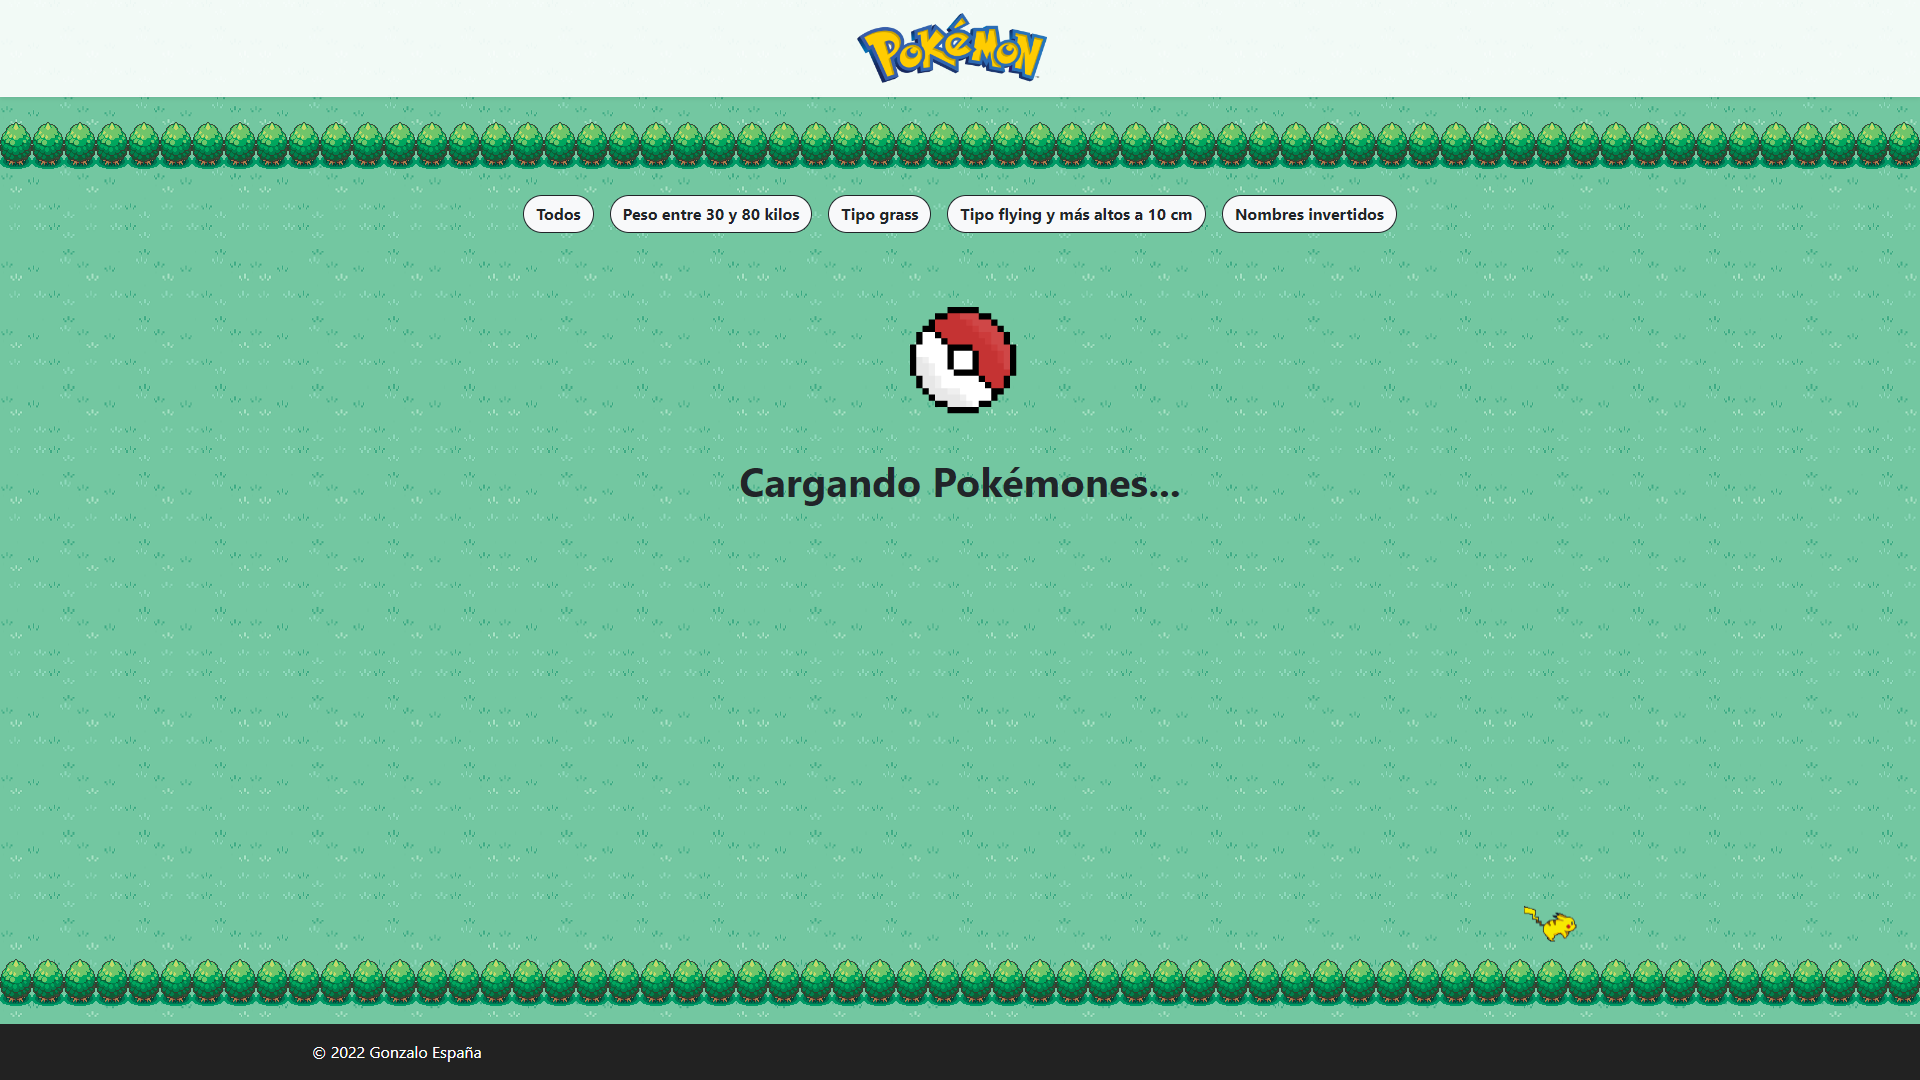 POKéMON
Todos
Peso entre 30 y 80 kilos
Tipo grass
Tipo flying y más altos a 10 cm
Nombres invertidos
Cargando Pokémones...
© 2022 Gonzalo España